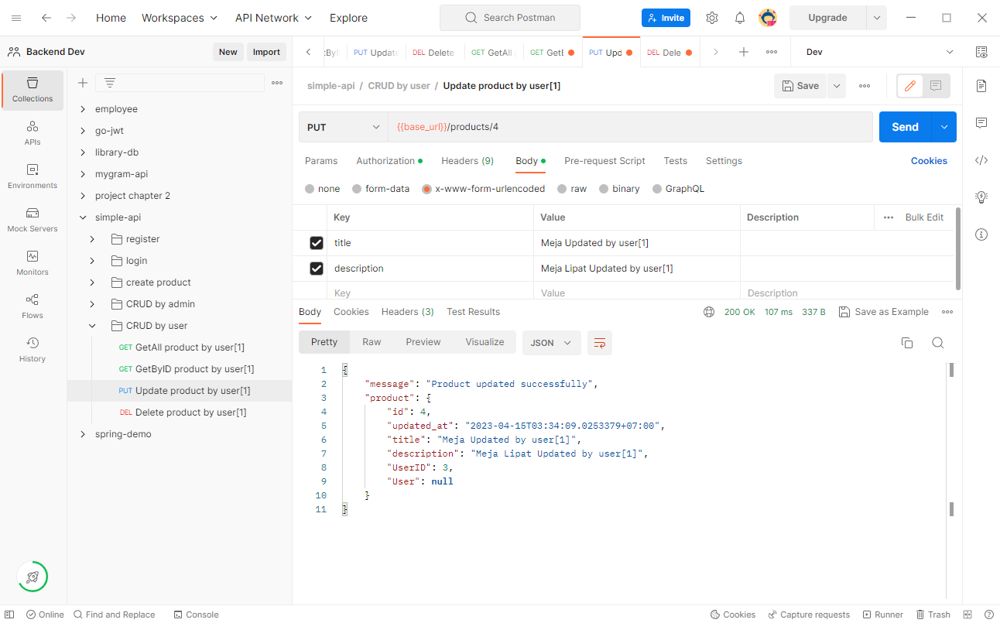 Home Workspaces API Network Explore Search Postman Invite Upgrade
Backend Dev New Import PUT Update DEL Delete GET GetAll GET PUT Upd DEL Dele Dev
simple-api / CRUD by user / Update product by user[1] Save
Collections
APIs
Environments
Mock Servers
Monitors
Flows
History
employee
go-jwt
library-db
mygram-api
project chapter 2
simple-api
register
login
create product
CRUD by admin
CRUD by user
GET GetAll product by user[1]
GET GetByID product by user[1]
PUT Update product by user[1]
DEL Delete product by user[1]
spring-demo
PUT {{base_url}}/products/4 Send
Params Authorization Headers (9) Body Pre-request Script Tests Settings Cookies
none form-data x-www-form-urlencoded raw binary GraphQL
Key Value Description Bulk Edit
title Meja Updated by user[1]
description Meja Lipat Updated by user[1]
Key Value Description
Body Cookies Headers (3) Test Results 200 OK 107 ms 337 B Save as Example
Pretty Raw Preview Visualize JSON
1 {
2 "message": "Product updated successfully",
3 "product": {
4 "id": 4,
5 "updated_at": "2023-04-15T03:34:09.0253379+07:00",
6 "title": "Meja Updated by user[1]",
7 "description": "Meja Lipat Updated by user[1]",
8 "UserID": 3,
9 "User": null
10 }
11 }
Online Find and Replace Console Cookies Capture requests Runner Trash